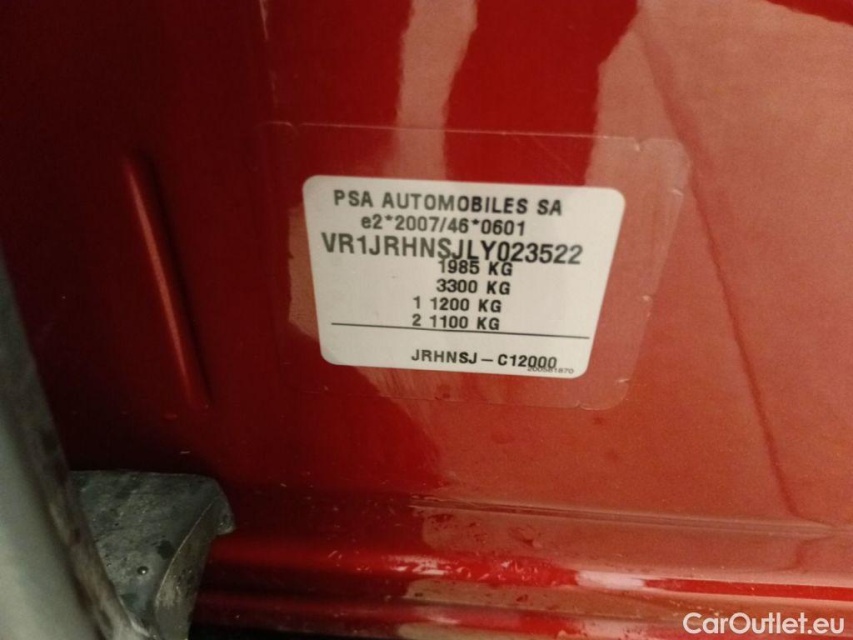 PSA AUTOMOBILES SA
e2*2007/46*0601
VR1JRHNSJLY023522
1985 KG
3300 KG
1 1200 KG
2 1100 KG
JRHNSJ-C12000
CarOutlet.eu